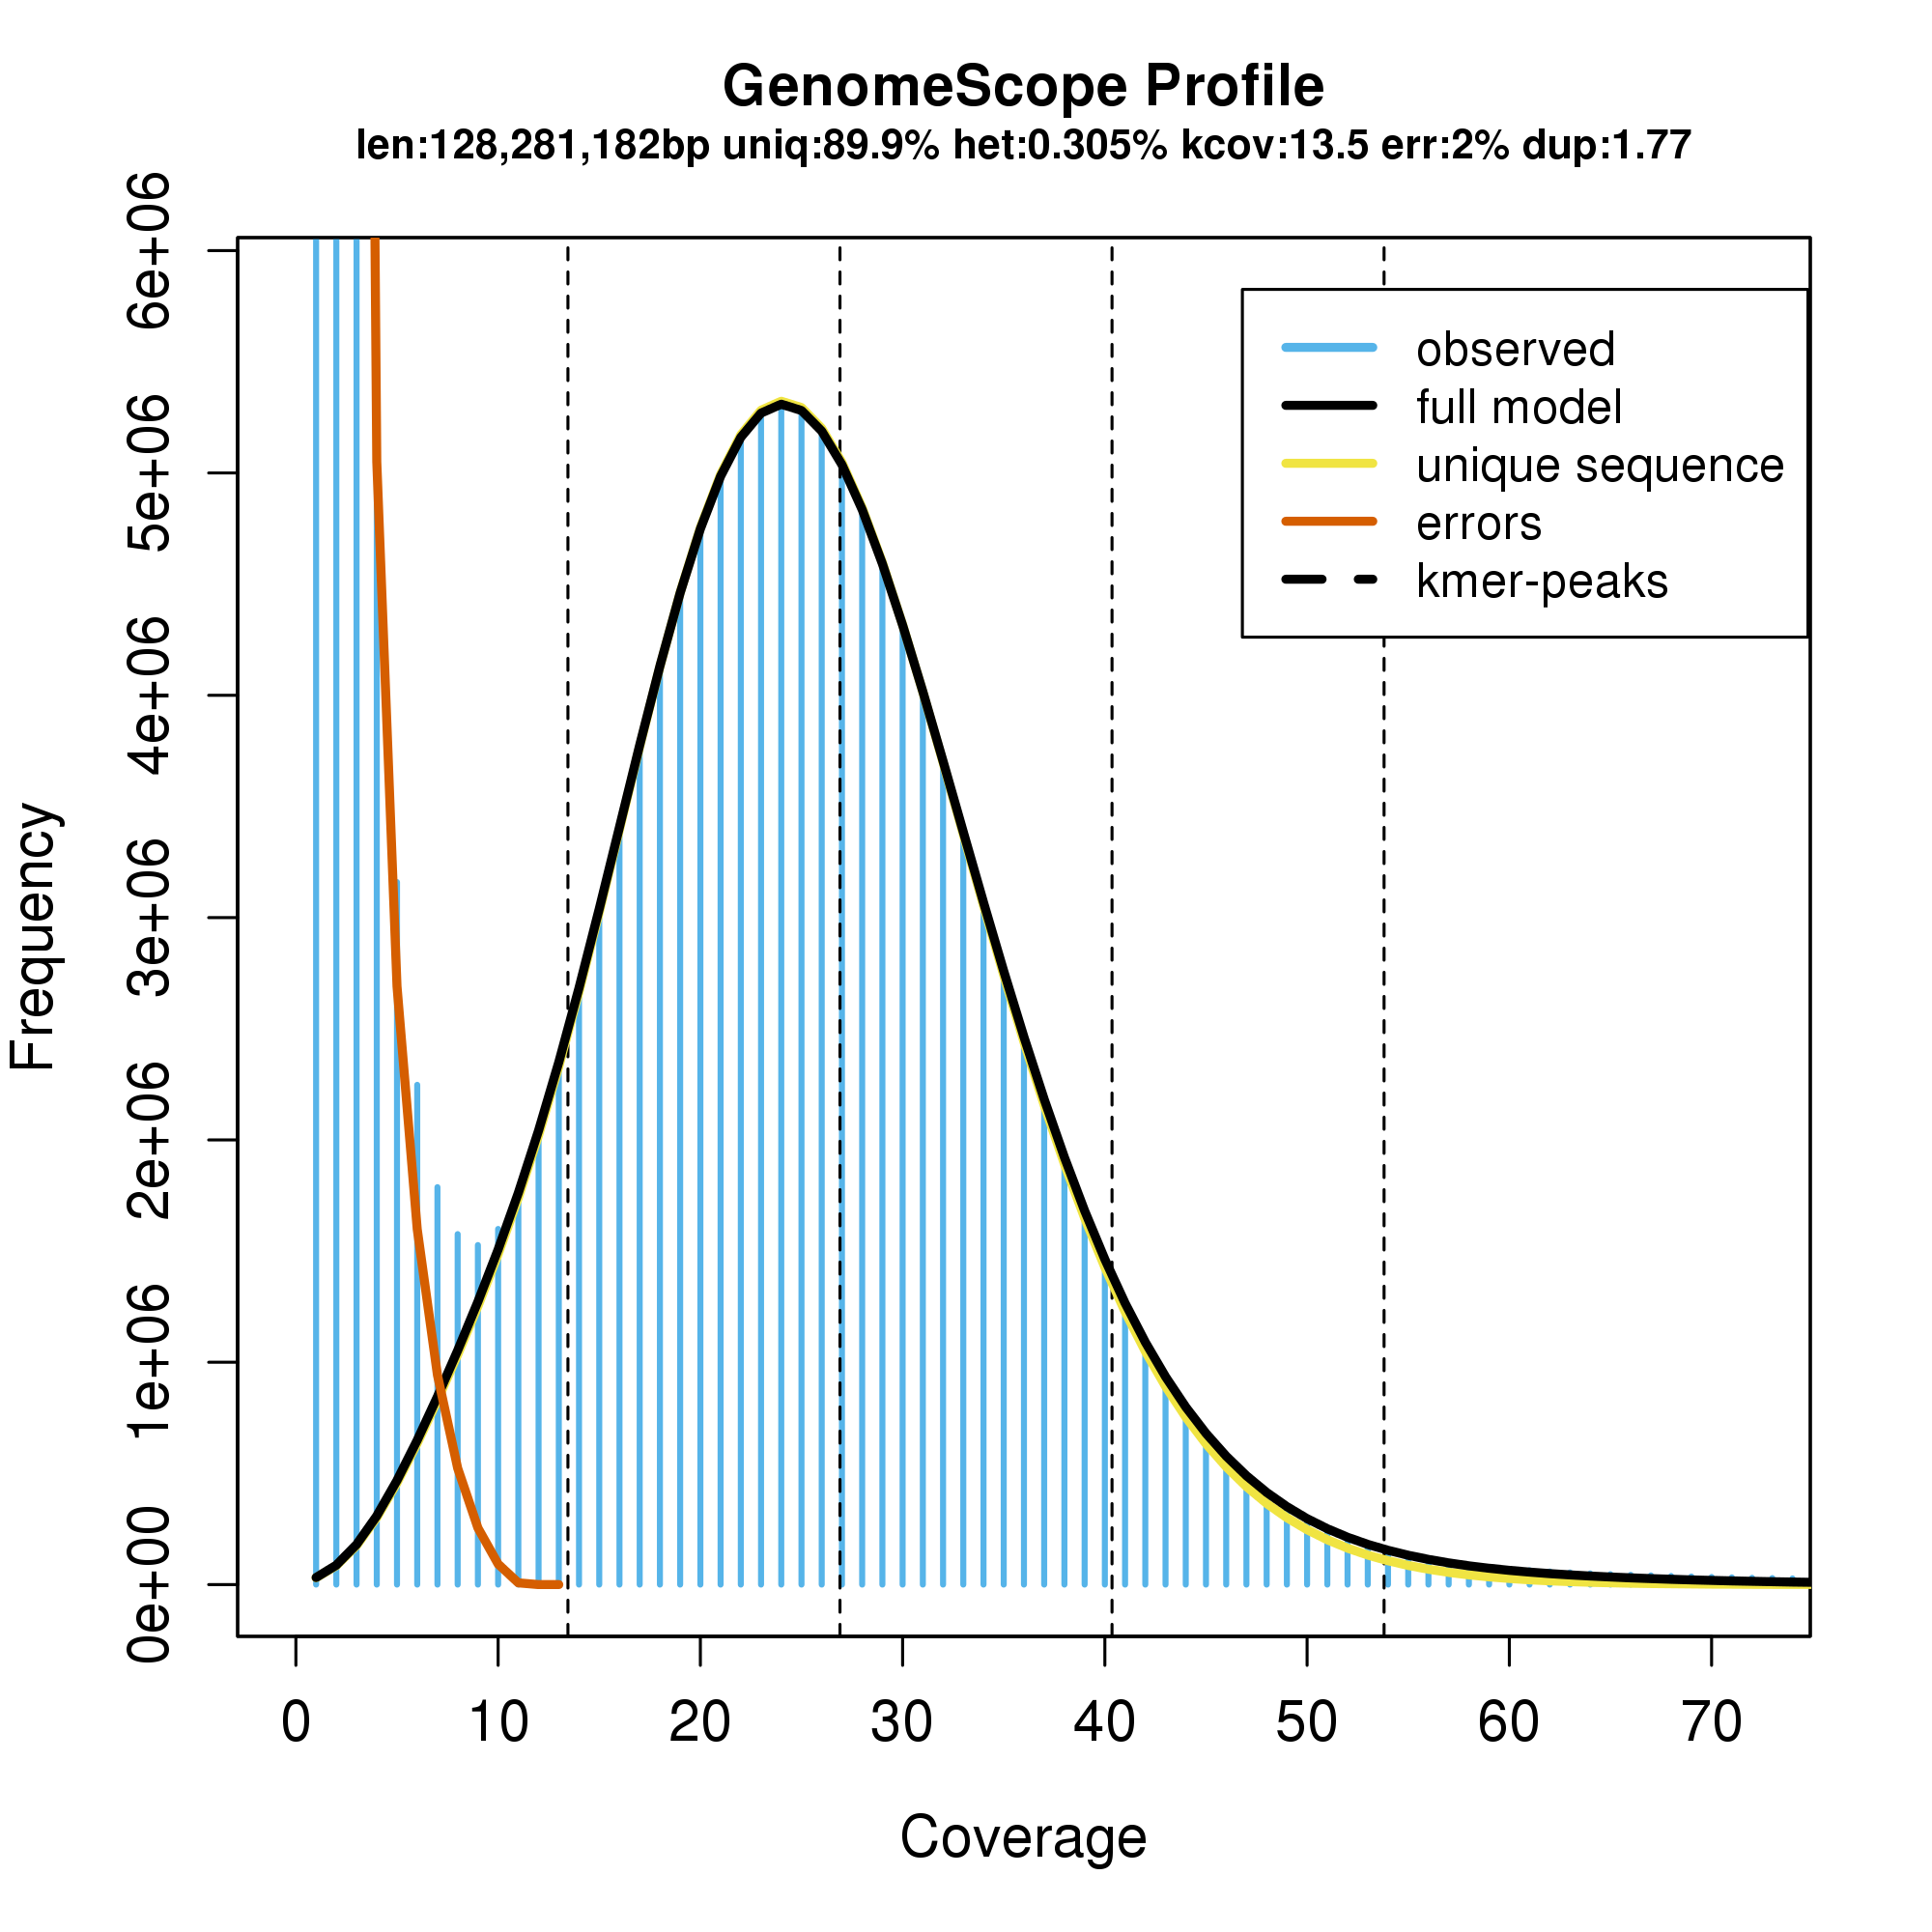 GenomeScope Profile
len:128,281,182bp uniq:89.9% het:0.305% kcov:13.5 err:2% dup:1.77
6e+06
5e+06
4e+06
3e+06
2e+06
1e+06
0e+00
Frequency
observed
full model
unique sequence
errors
kmer-peaks
0 10 20 30 40 50 60 70
Coverage